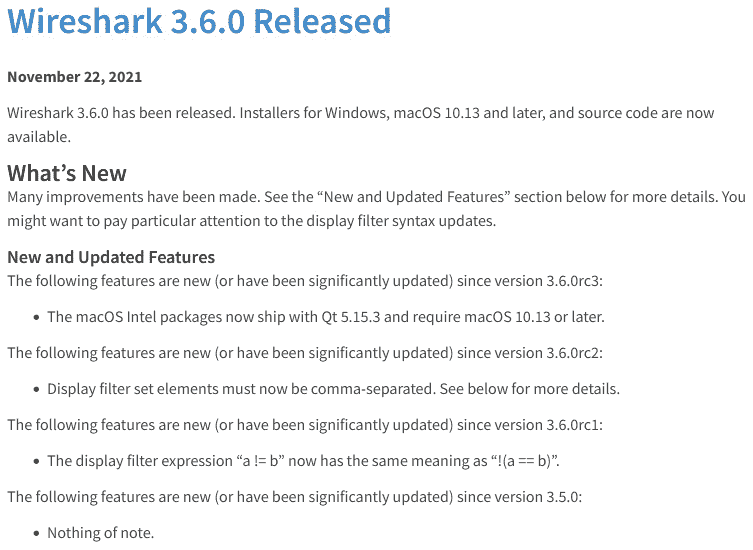 Wireshark 3.6.0 Released
November 22, 2021
Wireshark 3.6.0 has been released. Installers for Windows, macOS 10.13 and later, and source code are now
available.
What’s New
Many improvements have been made. See the “New and Updated Features” section below for more details. You
might want to pay particular attention to the display filter syntax updates.
New and Updated Features
The following features are new (or have been significantly updated) since version 3.6.0rc3:
• The macOS Intel packages now ship with Qt 5.15.3 and require macOS 10.13 or later.
The following features are new (or have been significantly updated) since version 3.6.0rc2:
• Display filter set elements must now be comma-separated. See below for more details.
The following features are new (or have been significantly updated) since version 3.6.0rc1:
• The display filter expression “a != b” now has the same meaning as “!(a == b)”.
The following features are new (or have been significantly updated) since version 3.5.0:
• Nothing of note.